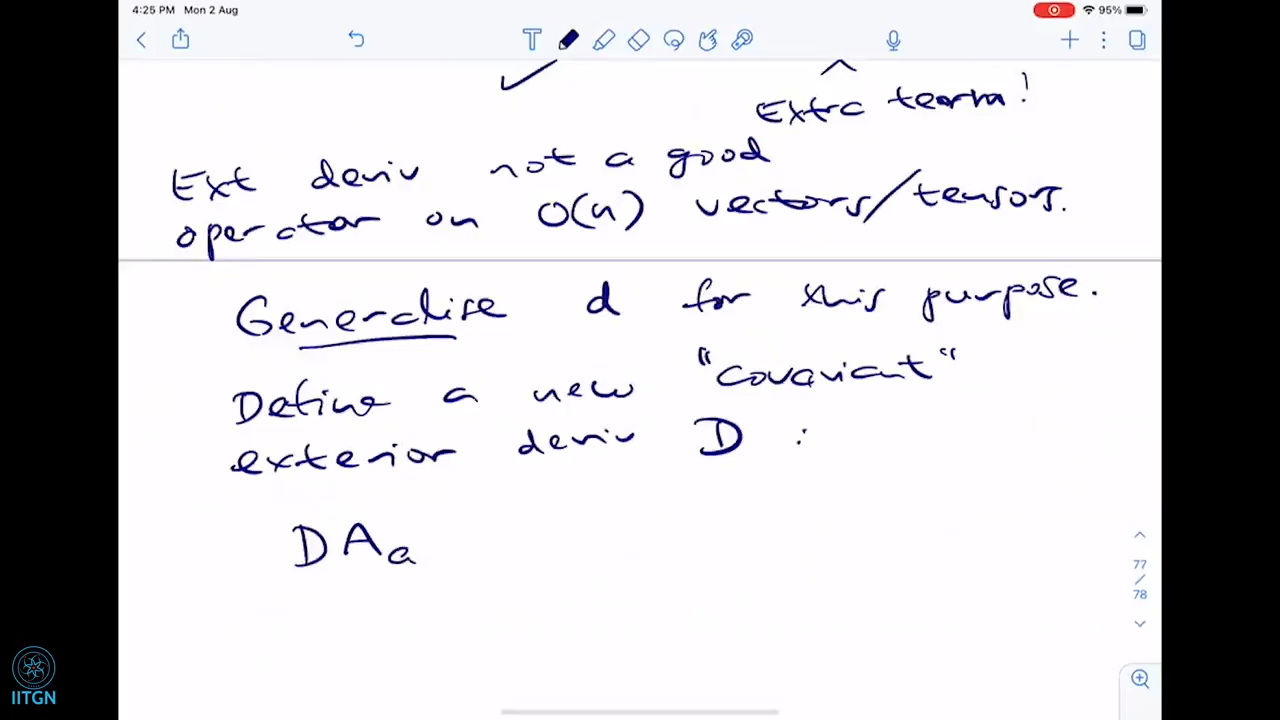 4:25 PM Mon 2 Aug
95%
Extra term!
Ext deriv not a good
operator on O(n) vectors/tensors.
Generalise d for this purpose.
Define a new "covariant"
exterior deriv D :
D A_a
77
/
78
IITGN